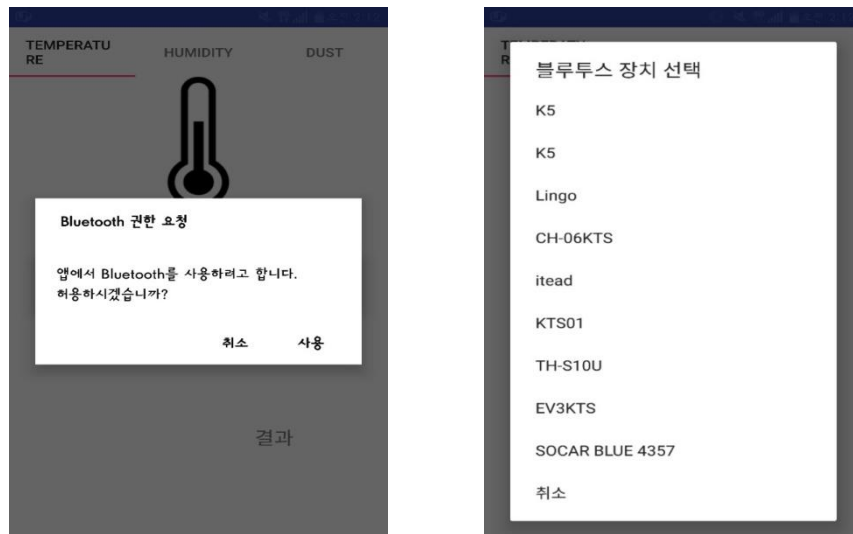 TEMPERATU
RE
HUMIDITY
DUST
Bluetooth 권한 요청
앱에서 Bluetooth를 사용하려고 합니다.
허용하시겠습니까?
취소
사용
결과
블루투스 장치 선택
K5
K5
Lingo
CH-06KTS
itead
KTS01
TH-S10U
EV3KTS
SOCAR BLUE 4357
취소